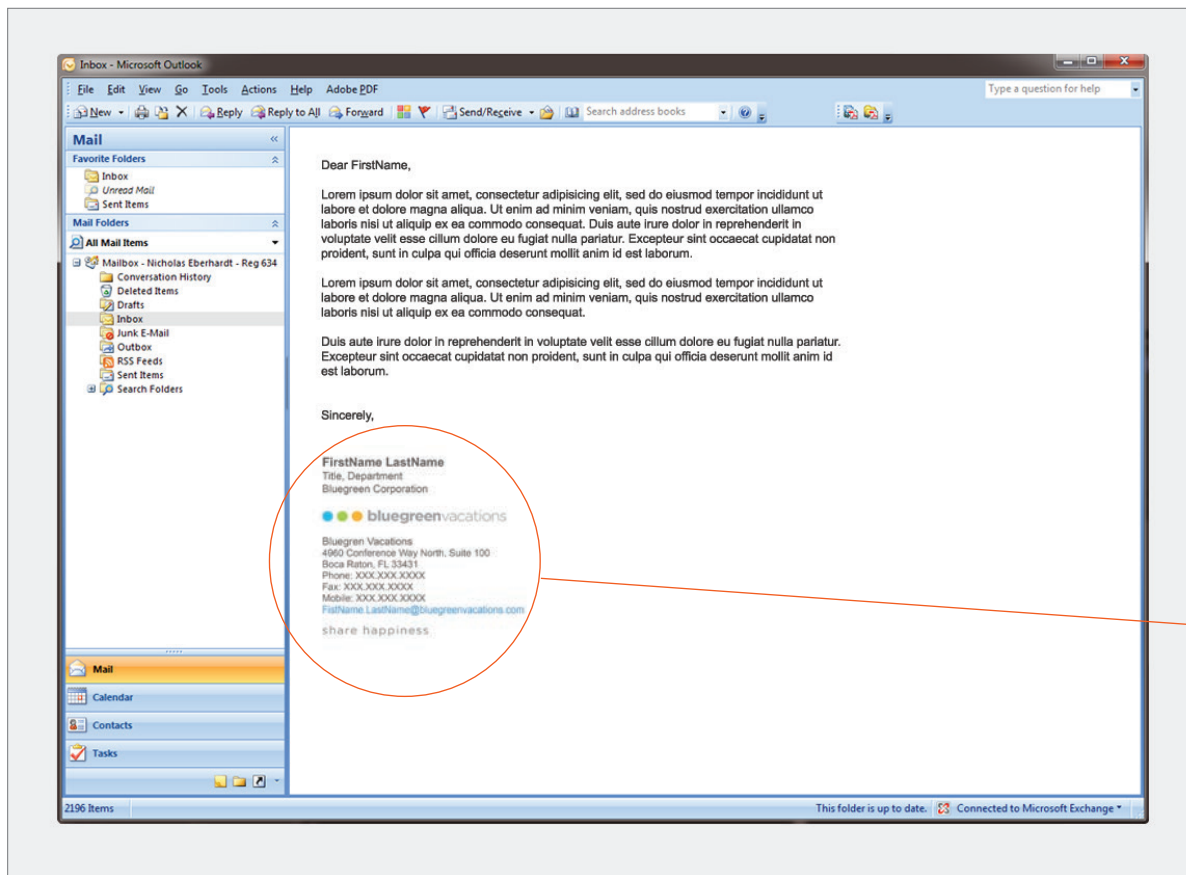 Inbox - Microsoft Outlook
File Edit View Go Tools Actions Help Adobe PDF
Type a question for help
New Reply Reply to All Forward Send/Receive Search address books
Mail
Favorite Folders
Inbox
Unread Mail
Sent Items
Mail Folders
All Mail Items
Mailbox - Nicholas Eberhardt - Reg 634
Conversation History
Deleted Items
Drafts
Inbox
Junk E-Mail
Outbox
RSS Feeds
Sent Items
Search Folders
Mail
Calendar
Contacts
Tasks
Dear FirstName,
Lorem ipsum dolor sit amet, consectetur adipisicing elit, sed do eiusmod tempor incididunt ut
labore et dolore magna aliqua. Ut enim ad minim veniam, quis nostrud exercitation ullamco
laboris nisi ut aliquip ex ea commodo consequat. Duis aute irure dolor in reprehenderit in
voluptate velit esse cillum dolore eu fugiat nulla pariatur. Excepteur sint occaecat cupidatat non
proident, sunt in culpa qui officia deserunt mollit anim id est laborum.
Lorem ipsum dolor sit amet, consectetur adipisicing elit, sed do eiusmod tempor incididunt ut
labore et dolore magna aliqua. Ut enim ad minim veniam, quis nostrud exercitation ullamco
laboris nisi ut aliquip ex ea commodo consequat.
Duis aute irure dolor in reprehenderit in voluptate velit esse cillum dolore eu fugiat nulla pariatur.
Excepteur sint occaecat cupidatat non proident, sunt in culpa qui officia deserunt mollit anim id
est laborum.
Sincerely,
FirstName LastName
Title, Department
Bluegreen Corporation
bluegreenvacations
Bluegren Vacations
4960 Conference Way North, Suite 100
Boca Raton, FL 33431
Phone: XXX.XXX.XXXX
Fax: XXX.XXX.XXXX
Mobile: XXX.XXX.XXXX
FistName.LastName@bluegreenvacations.com
share happiness
2196 Items
This folder is up to date. Connected to Microsoft Exchange